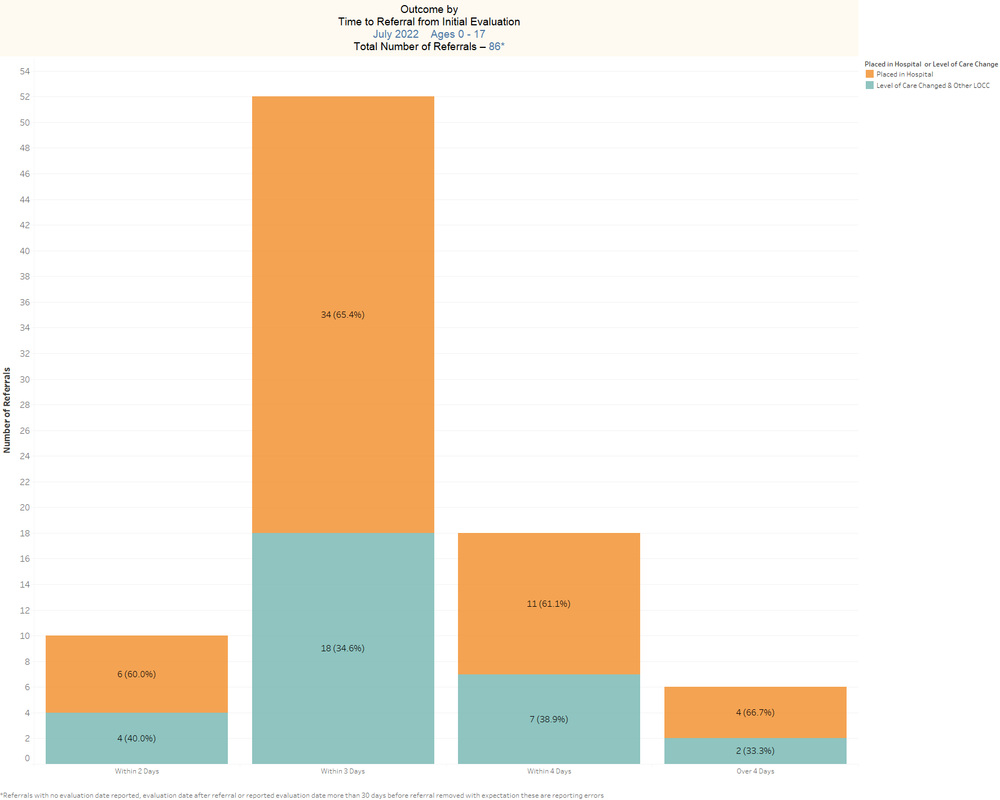 Outcome by
Time to Referral from Initial Evaluation
July 2022 Ages 0 - 17
Total Number of Referrals – 86*
Placed in Hospital or Level of Care Change
Placed in Hospital
Level of Care Changed & Other LOCC
Number of Referrals
54
52
50
48
46
44
42
40
38
36
34
32
30
28
26
24
22
20
18
16
14
12
10
8
6
4
2
0
34 (65.4%)
11 (61.1%)
18 (34.6%)
6 (60.0%)
4 (66.7%)
7 (38.9%)
4 (40.0%)
2 (33.3%)
Within 2 Days
Within 3 Days
Within 4 Days
Over 4 Days
*Referrals with no evaluation date reported, evaluation date after referral or reported evaluation date more than 30 days before referral removed with expectation these are reporting errors